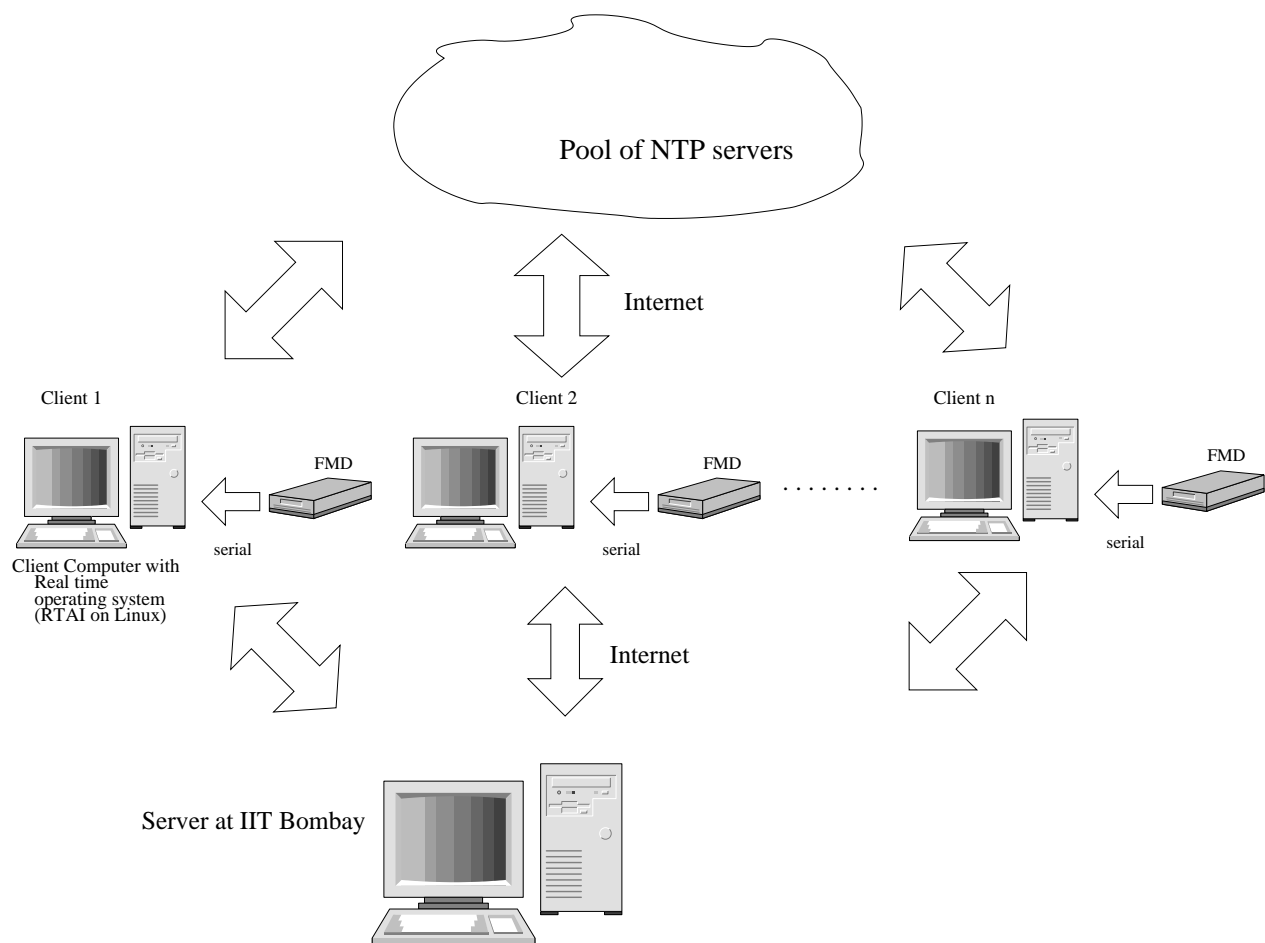 Pool of NTP servers
Internet
Client 1
Client 2
Client n
FMD
FMD
FMD
. . . . . . . .
serial
serial
serial
Client Computer with
Real time
operating system
(RTAI on Linux)
Internet
Server at IIT Bombay